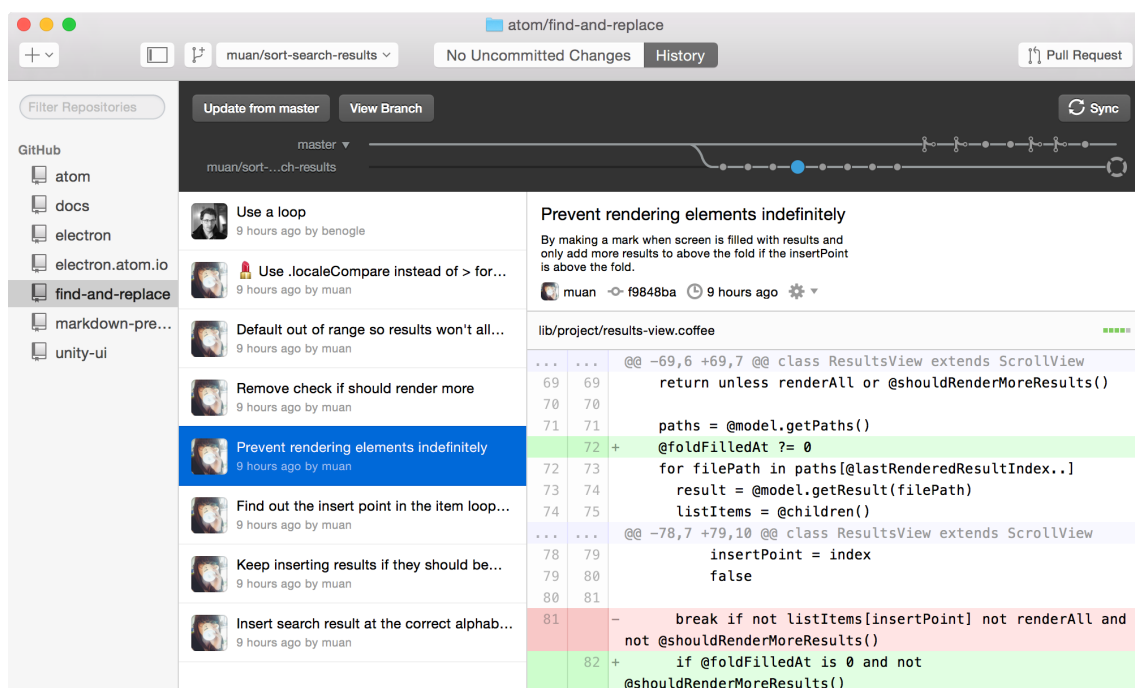 atom/find-and-replace
muan/sort-search-results
No Uncommitted Changes
History
Pull Request
Filter Repositories
GitHub
atom
docs
electron
electron.atom.io
find-and-replace
markdown-pre...
unity-ui
Update from master
View Branch
Sync
master
muan/sort-...ch-results
Use a loop
9 hours ago by benogle
💄 Use .localeCompare instead of > for...
9 hours ago by muan
Default out of range so results won't all...
9 hours ago by muan
Remove check if should render more
9 hours ago by muan
Prevent rendering elements indefinitely
9 hours ago by muan
Find out the insert point in the item loop...
9 hours ago by muan
Keep inserting results if they should be...
9 hours ago by muan
Insert search result at the correct alphab...
9 hours ago by muan
Prevent rendering elements indefinitely
By making a mark when screen is filled with results and
only add more results to above the fold if the insertPoint
is above the fold.
muan f9848ba 9 hours ago
lib/project/results-view.coffee
... ... @@ -69,6 +69,7 @@ class ResultsView extends ScrollView
69 69 return unless renderAll or @shouldRenderMoreResults()
70 70
71 71 paths = @model.getPaths()
72 + @foldFilledAt ?= 0
72 73 for filePath in paths[@lastRenderedResultIndex..]
73 74 result = @model.getResult(filePath)
74 75 listItems = @children()
... ... @@ -78,7 +79,10 @@ class ResultsView extends ScrollView
78 79 insertPoint = index
79 80 false
80 81
81 - break if not listItems[insertPoint] not renderAll and
not @shouldRenderMoreResults()
82 + if @foldFilledAt is 0 and not
@shouldRenderMoreResults()